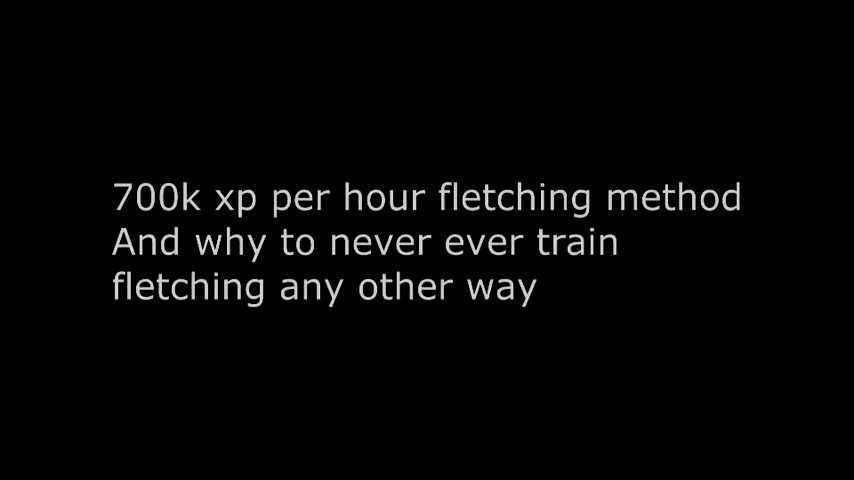 700k xp per hour fletching method
And why to never ever train
fletching any other way